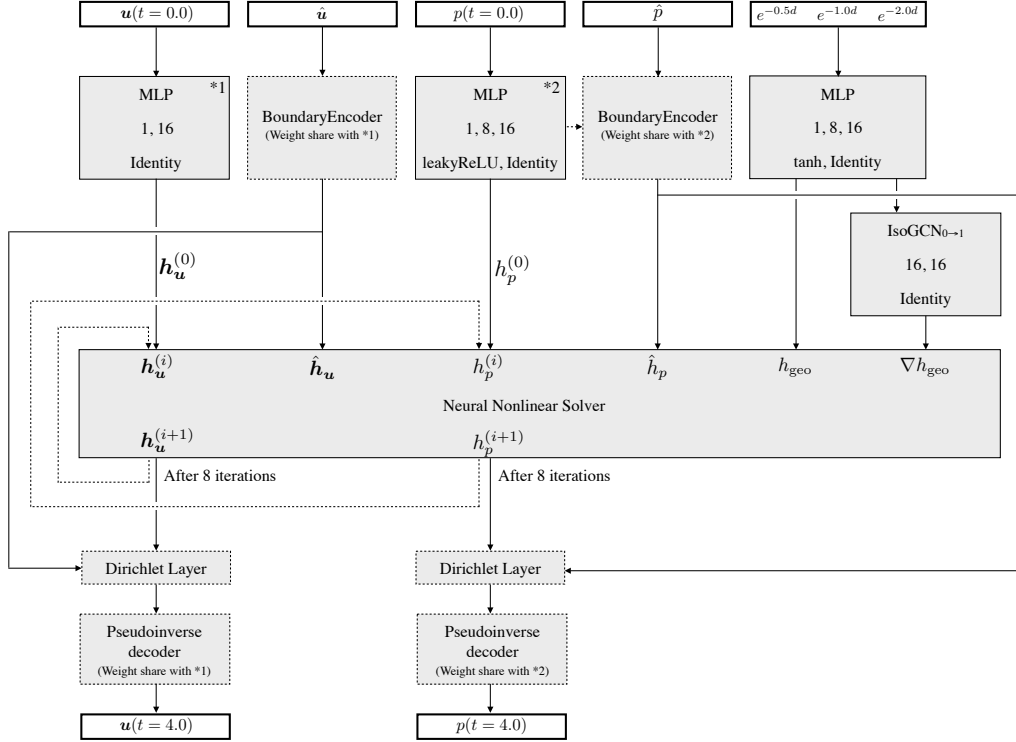 u(t = 0.0)
û
p(t = 0.0)
p̂
e^{-0.5d} e^{-1.0d} e^{-2.0d}
MLP *1
1, 16
Identity
BoundaryEncoder
(Weight share with *1)
MLP *2
1, 8, 16
leakyReLU, Identity
BoundaryEncoder
(Weight share with *2)
MLP
1, 8, 16
tanh, Identity
IsoGCN_{0→1}
16, 16
Identity
h_u^{(0)}
h_p^{(0)}
h_u^{(i)}
ĥ_u
h_p^{(i)}
ĥ_p
h_geo
∇h_geo
Neural Nonlinear Solver
h_u^{(i+1)}
h_p^{(i+1)}
After 8 iterations
After 8 iterations
Dirichlet Layer
Dirichlet Layer
Pseudoinverse
decoder
(Weight share with *1)
Pseudoinverse
decoder
(Weight share with *2)
u(t = 4.0)
p(t = 4.0)